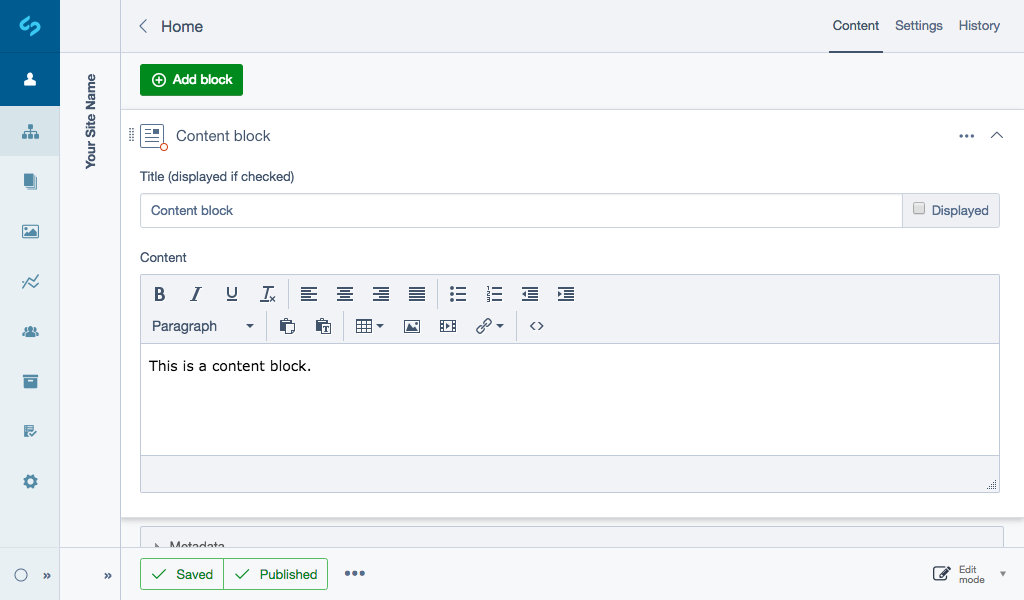 Home
Content
Settings
History
Your Site Name
Add block
Content block
Title (displayed if checked)
Content block
Displayed
Content
Paragraph
This is a content block.
Metadata
Saved
Published
Edit
mode